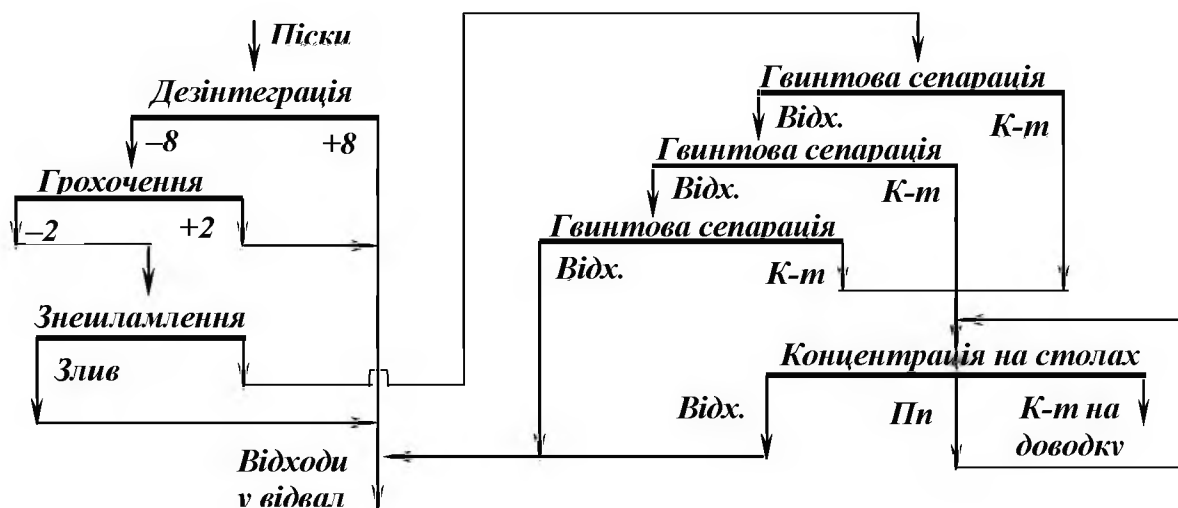 Піски
Дезінтеграція
–8
+8
Грохочення
–2
+2
Знешламлення
Злив
Відходи
у відвал
Гвинтова сепарація
Відх.
К-т
Гвинтова сепарація
Відх.
К-т
Гвинтова сепарація
Відх.
К-т
Концентрація на столах
Відх.
Пп
К-т на
доводку